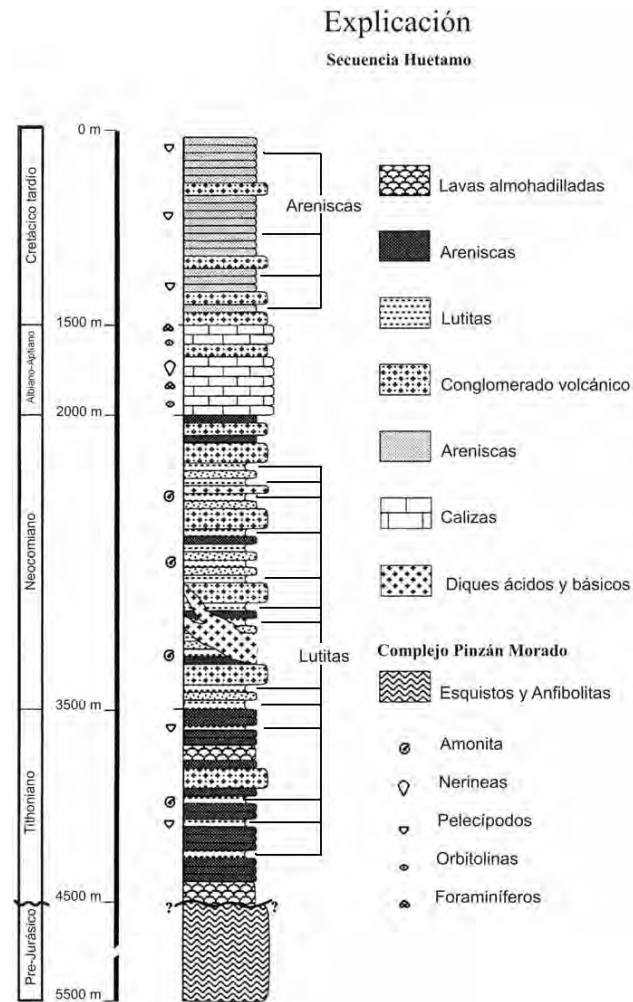 Explicación
Secuencia Huetamo
0 m
1500 m
2000 m
3500 m
4500 m
5500 m
Cretácico tardío
Albiano-Aptiano
Neocomiano
Tithoniano
Pre-Jurásico
Areniscas
Lutitas
?
?
Lavas almohadilladas
Areniscas
Lutitas
Conglomerado volcánico
Areniscas
Calizas
Diques ácidos y básicos
Complejo Pinzán Morado
Esquistos y Anfibolitas
Amonita
Nerineas
Pelecípodos
Orbitolinas
Foraminíferos